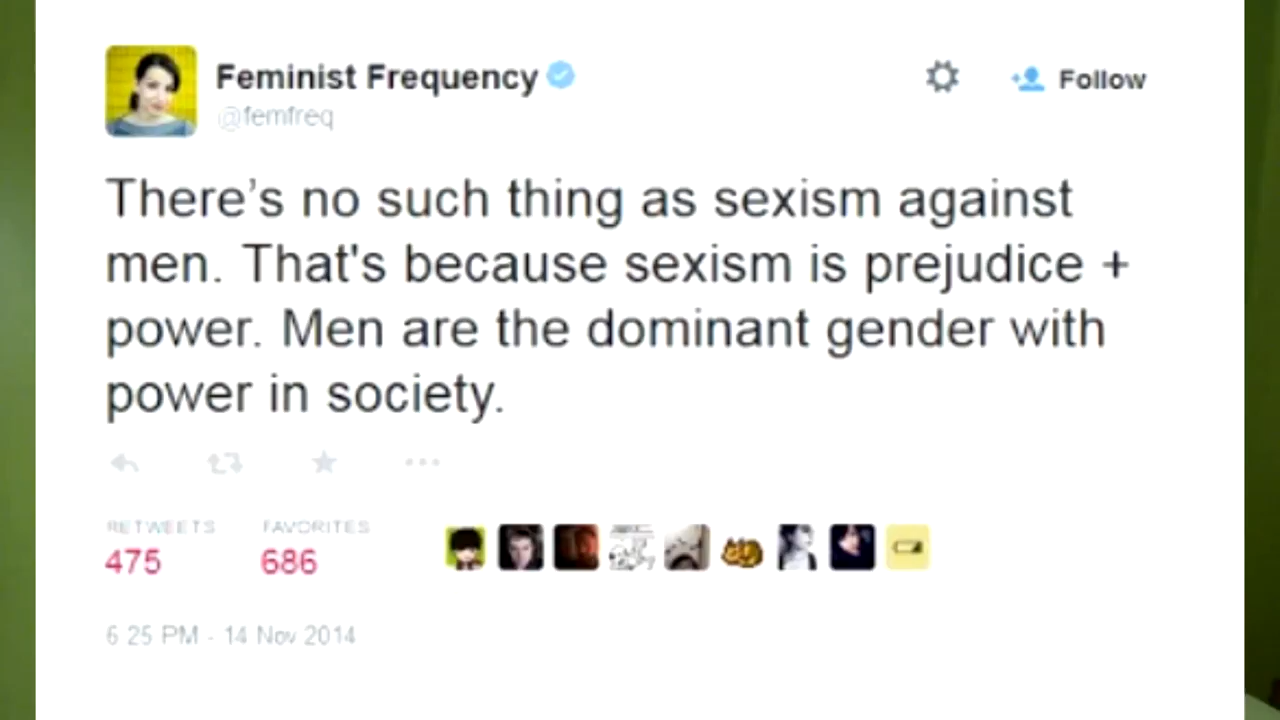 Feminist Frequency
Follow
@femfreq
There's no such thing as sexism against
men. That's because sexism is prejudice +
power. Men are the dominant gender with
power in society.
RETWEETS FAVORITES
475 686
6 25 PM - 14 Nov 2014